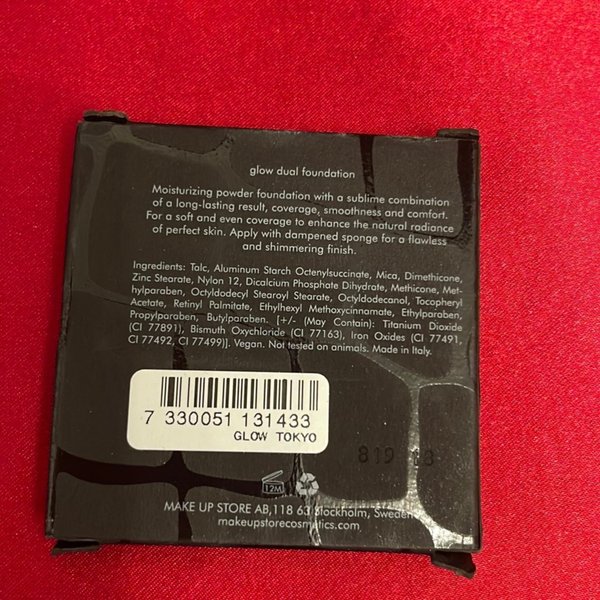 glow dual foundation
Moisturizing powder foundation with a sublime combination
of a long-lasting result, coverage, smoothness and comfort.
For a soft and even coverage to enhance the natural radiance
of perfect skin. Apply with dampened sponge for a flawless
and shimmering finish.
Ingredients: Talc, Aluminum Starch Octenylsuccinate, Mica, Dimethicone,
Zinc Stearate, Nylon 12, Dicalcium Phosphate Dihydrate, Methicone, Met-
hylparaben, Octyldodecyl Stearoyl Stearate, Octyldodecanol, Tocopheryl
Acetate, Retinyl Palmitate, Ethylhexyl Methoxycinnamate, Ethylparaben,
Propylparaben, Butylparaben. [+/- (May Contain): Titanium Dioxide
(CI 77891), Bismuth Oxychloride (CI 77163), Iron Oxides (CI 77491,
CI 77492, CI 77499)]. Vegan. Not tested on animals. Made in Italy.
7 330051 131433
GLOW TOKYO
12M
MAKE UP STORE AB,118 63 Stockholm, Sweden
makeupstorecosmetics.com